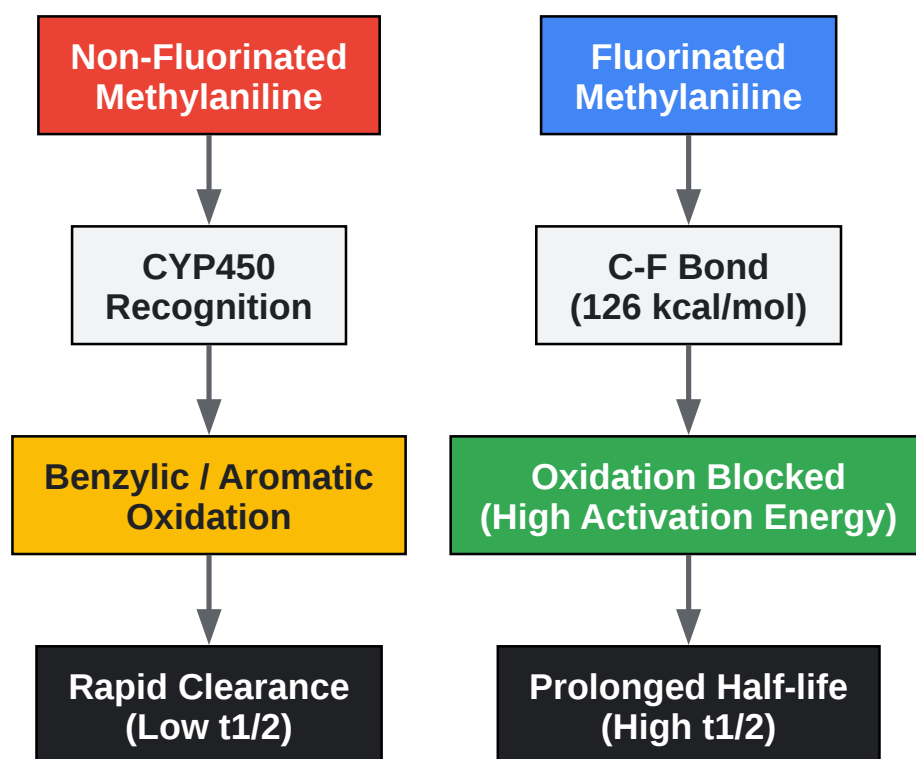 Non-Fluorinated
Methylaniline
CYP450
Recognition
Benzylic / Aromatic
Oxidation
Rapid Clearance
(Low t1/2)
Fluorinated
Methylaniline
C-F Bond
(126 kcal/mol)
Oxidation Blocked
(High Activation Energy)
Prolonged Half-life
(High t1/2)